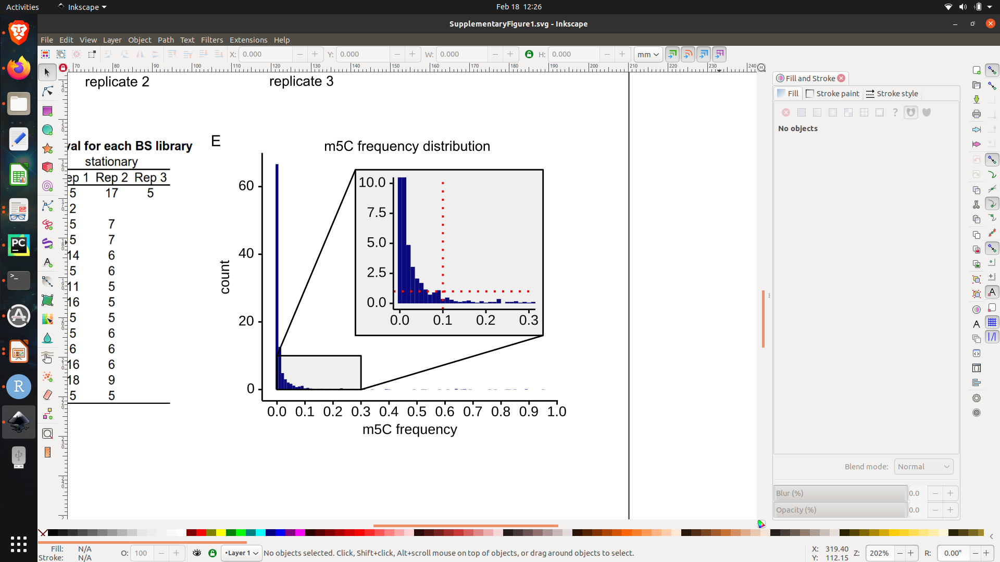 Activities
Inkscape
Feb 18 12:26
SupplementaryFigure1.svg - Inkscape
File Edit View Layer Object Path Text Filters Extensions Help
X: 0.000 Y: 0.000 W: 0.000 H: 0.000 mm
70 80 90 100 110 120 130 140 150 160 170 180 190 200 210 220 230 240
replicate 2
replicate 3
val for each BS library
stationary
ep 1 Rep 2 Rep 3
5 17 5
2
5 7
5 7
14 6
5 6
11 5
16 5
5 5
5 6
6 6
16 6
18 9
5 5
E
m5C frequency distribution
count
60
40
20
0
10.0
7.5
5.0
2.5
0.0
0.0 0.1 0.2 0.3
0.0 0.1 0.2 0.3 0.4 0.5 0.6 0.7 0.8 0.9 1.0
m5C frequency
Fill and Stroke
Fill Stroke paint Stroke style
?
No objects
Blend mode: Normal
Blur (%) 0.0
Opacity (%) 0.0
PC
R
Fill: N/A
Stroke: N/A
O: 100
•Layer 1
No objects selected. Click, Shift+click, Alt+scroll mouse on top of objects, or drag around objects to select.
X: 319.40
Y: 112.15
Z: 202%
R: 0.00°